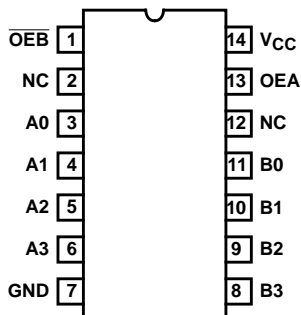 OEB 1 14 VCC
NC 2 13 OEA
A0 3 12 NC
A1 4 11 B0
A2 5 10 B1
A3 6 9 B2
GND 7 8 B3